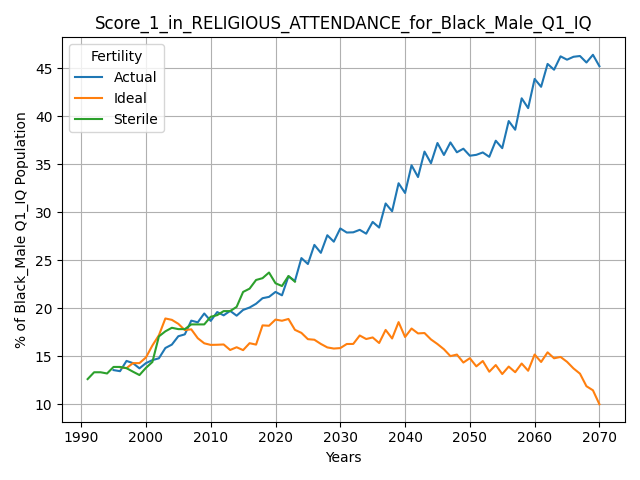 Score_1_in_RELIGIOUS_ATTENDANCE_for_Black_Male_Q1_IQ
Fertility
Actual
Ideal
Sterile
% of Black_Male Q1_IQ Population
45
40
35
30
25
20
15
10
1990
2000
2010
2020
2030
2040
2050
2060
2070
Years